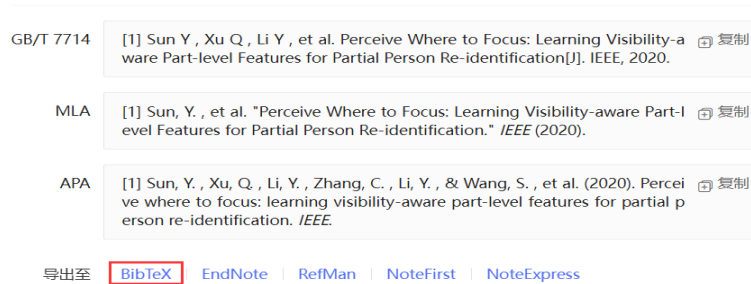 GB/T 7714 [1] Sun Y , Xu Q , Li Y , et al. Perceive Where to Focus: Learning Visibility-a 复制
ware Part-level Features for Partial Person Re-identification[J]. IEEE, 2020.
MLA [1] Sun, Y. , et al. "Perceive Where to Focus: Learning Visibility-aware Part-l 复制
evel Features for Partial Person Re-identification." IEEE (2020).
APA [1] Sun, Y. , Xu, Q. , Li, Y. , Zhang, C. , Li, Y. , & Wang, S. , et al. (2020). Percei 复制
ve where to focus: learning visibility-aware part-level features for partial p
erson re-identification. IEEE.
导出至 BibTeX EndNote RefMan NoteFirst NoteExpress